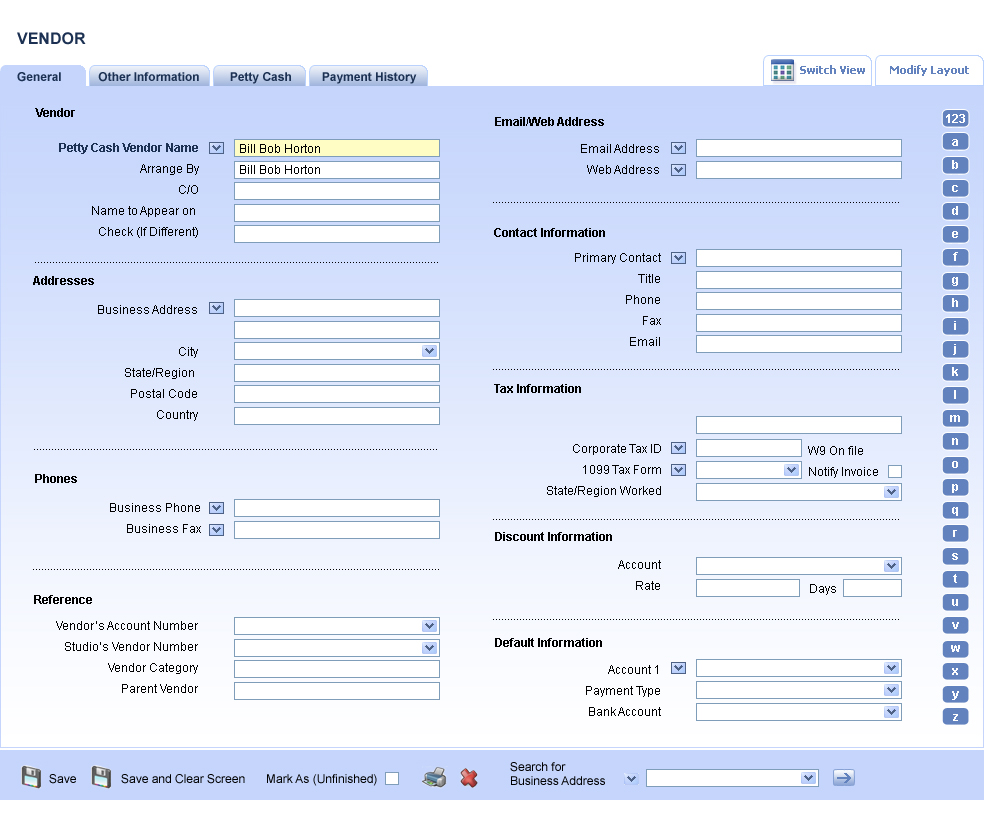 VENDOR
General
Other Information
Petty Cash
Payment History
Switch View
Modify Layout
Vendor
Petty Cash Vendor Name
Bill Bob Horton
Arrange By
Bill Bob Horton
C/O
Name to Appear on
Check (If Different)
Addresses
Business Address
City
State/Region
Postal Code
Country
Phones
Business Phone
Business Fax
Reference
Vendor's Account Number
Studio's Vendor Number
Vendor Category
Parent Vendor
Email/Web Address
Email Address
Web Address
Contact Information
Primary Contact
Title
Phone
Fax
Email
Tax Information
Corporate Tax ID
W9 On file
1099 Tax Form
Notify Invoice
State/Region Worked
Discount Information
Account
Rate
Days
Default Information
Account 1
Payment Type
Bank Account
123
a
b
c
d
e
f
g
h
i
j
k
l
m
n
o
p
q
r
s
t
u
v
w
x
y
z
Save
Save and Clear Screen
Mark As (Unfinished)
Search for
Business Address